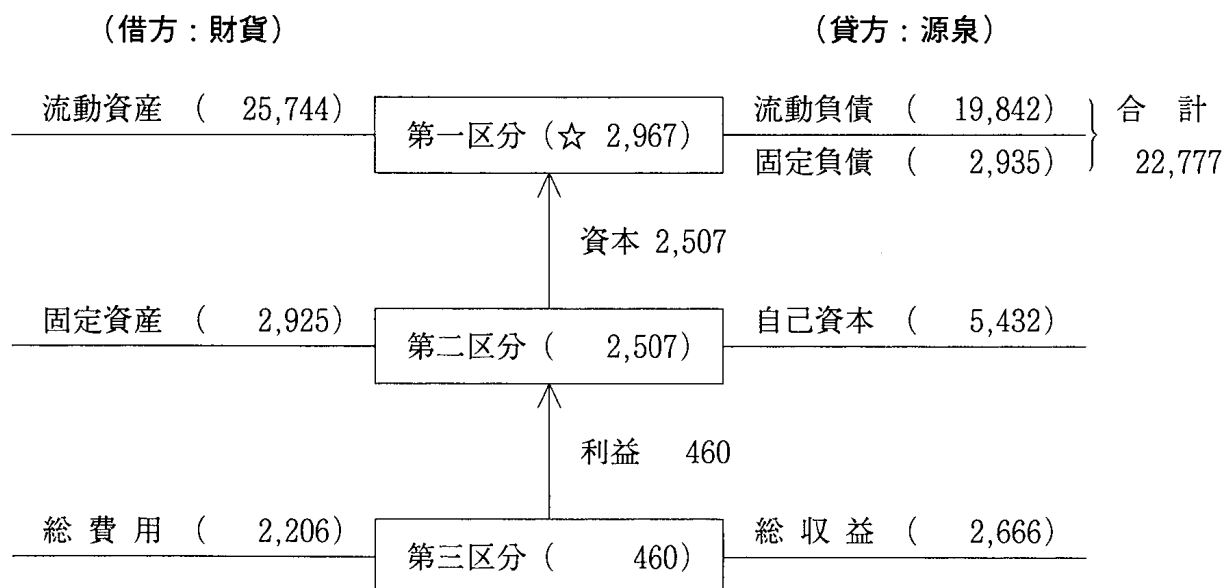 (借方：財貨) (貸方：源泉)
流動資産 ( 25,744) 第一区分 (☆ 2,967) 流動負債 ( 19,842) 合 計
固定負債 ( 2,935) 22,777
資本 2,507
固定資産 ( 2,925) 第二区分 ( 2,507) 自己資本 ( 5,432)
利益 460
総 費 用 ( 2,206) 第三区分 ( 460) 総 収 益 ( 2,666)